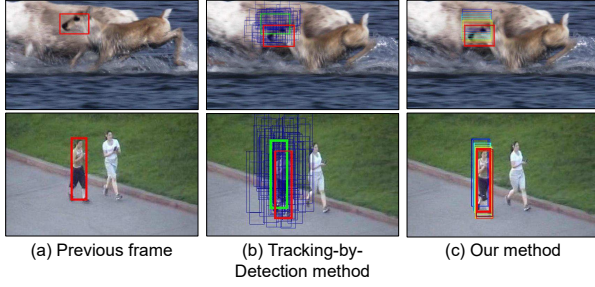 (a) Previous frame
(b) Tracking-by-
Detection method
(c) Our method